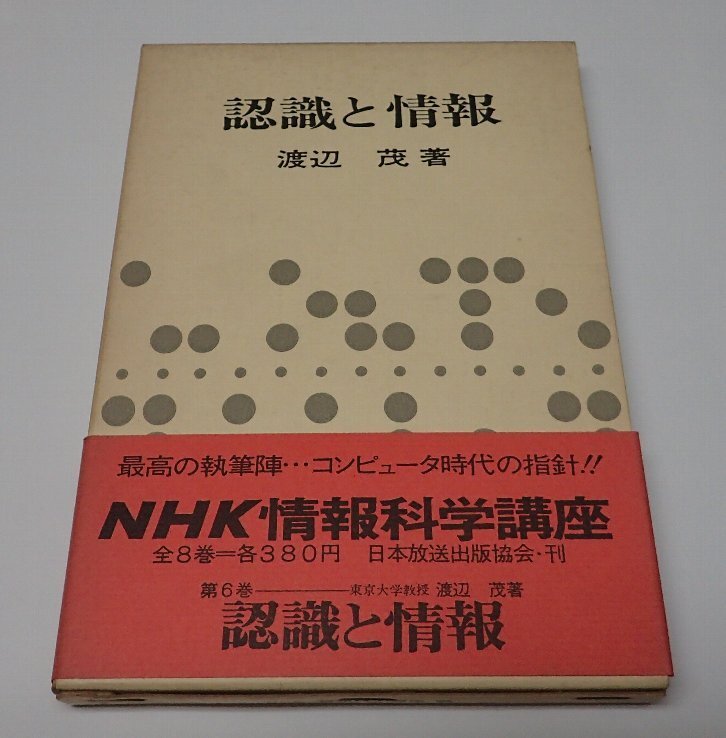 認識と情報
渡辺 茂 著
最高の執筆陣…コンピュータ時代の指針!!
NHK情報科学講座
全8巻=各380円 日本放送出版協会・刊
第6巻――――東京大学教授 渡辺 茂著
認識と情報